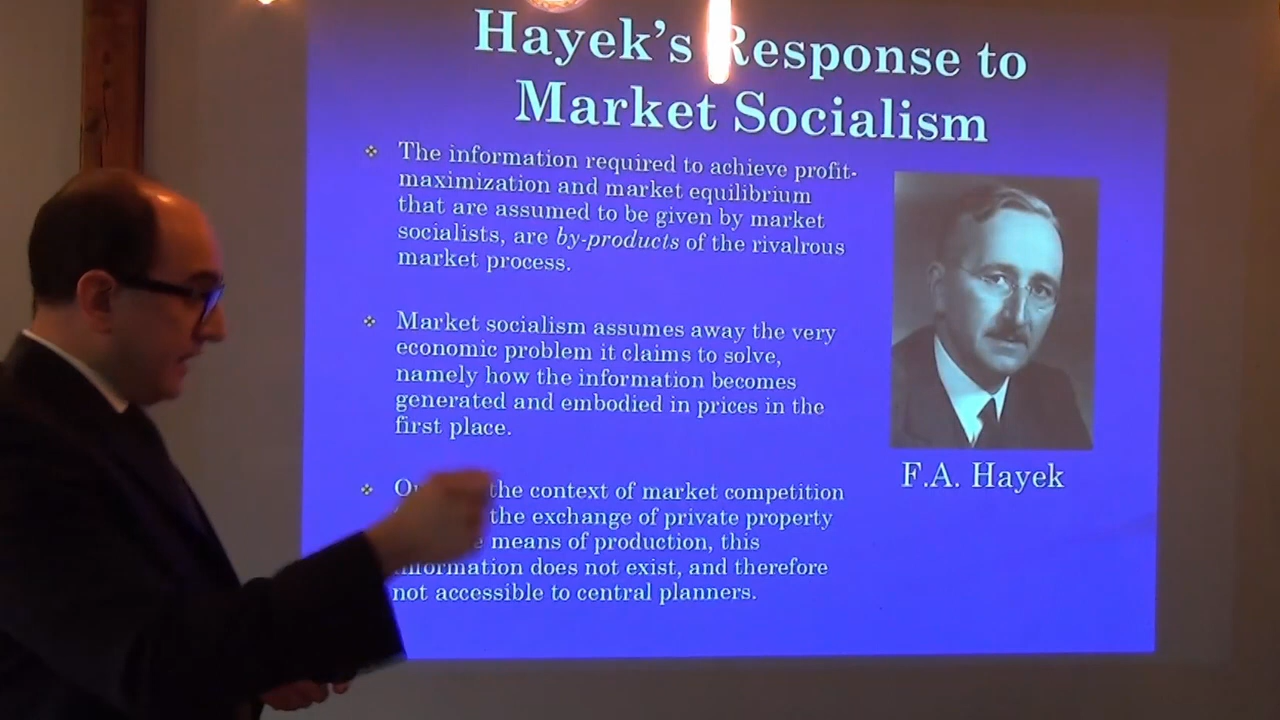 Hayek's Response to
Market Socialism
The information required to achieve profit-
maximization and market equilibrium
that are assumed to be given by market
socialists, are by-products of the rivalrous
market process.
Market socialism assumes away the very
economic problem it claims to solve,
namely how the information becomes
generated and embodied in prices in the
first place.
the context of market competition
the exchange of private property
means of production, this
information does not exist, and therefore
not accessible to central planners.
F.A. Hayek